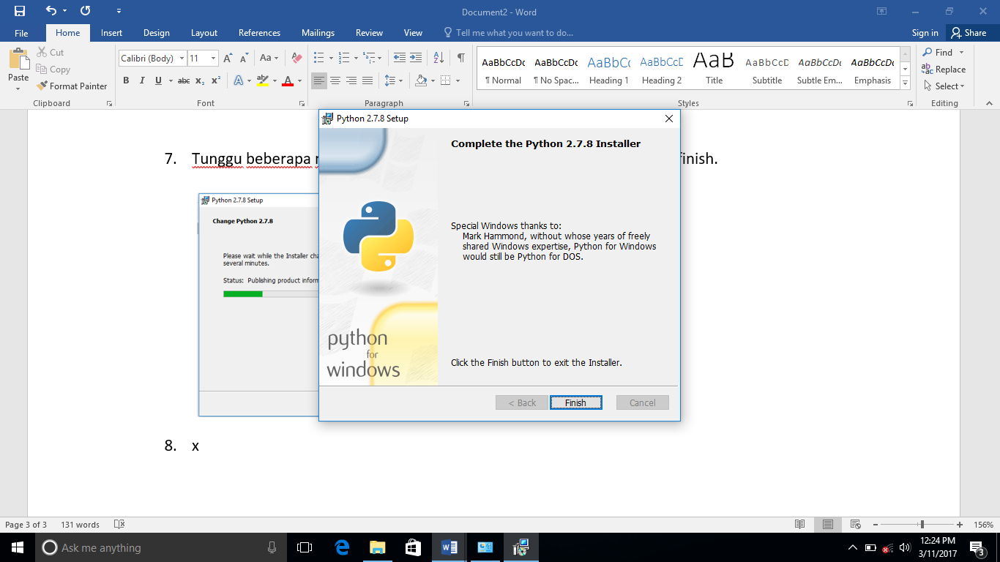 Document2 - Word
File Home Insert Design Layout References Mailings Review View Tell me what you want to do... Sign in Share
Paste
Cut
Copy
Format Painter
Clipboard
Calibri (Body) 11
Font
Paragraph
AaBbCcDc AaBbCcDc AaBbCc AaBbCcD AaB AaBbCcD AaBbCcDc AaBbCcDc
¶ Normal ¶ No Spac... Heading 1 Heading 2 Title Subtitle Subtle Em... Emphasis
Styles
Find
Replace
Select
Editing
7. Tunggu beberapa finish.
Python 2.7.8 Setup
Change Python 2.7.8
Please wait while the Installer
several minutes.
Status: Publishing product
Python 2.7.8 Setup
Complete the Python 2.7.8 Installer
Special Windows thanks to:
Mark Hammond, without whose years of freely
shared Windows expertise, Python for Windows
would still be Python for DOS.
python
for
windows
Click the Finish button to exit the Installer.
< Back Finish Cancel
8. x
Page 3 of 3 131 words 156%
Ask me anything
12:24 PM
3/11/2017
3